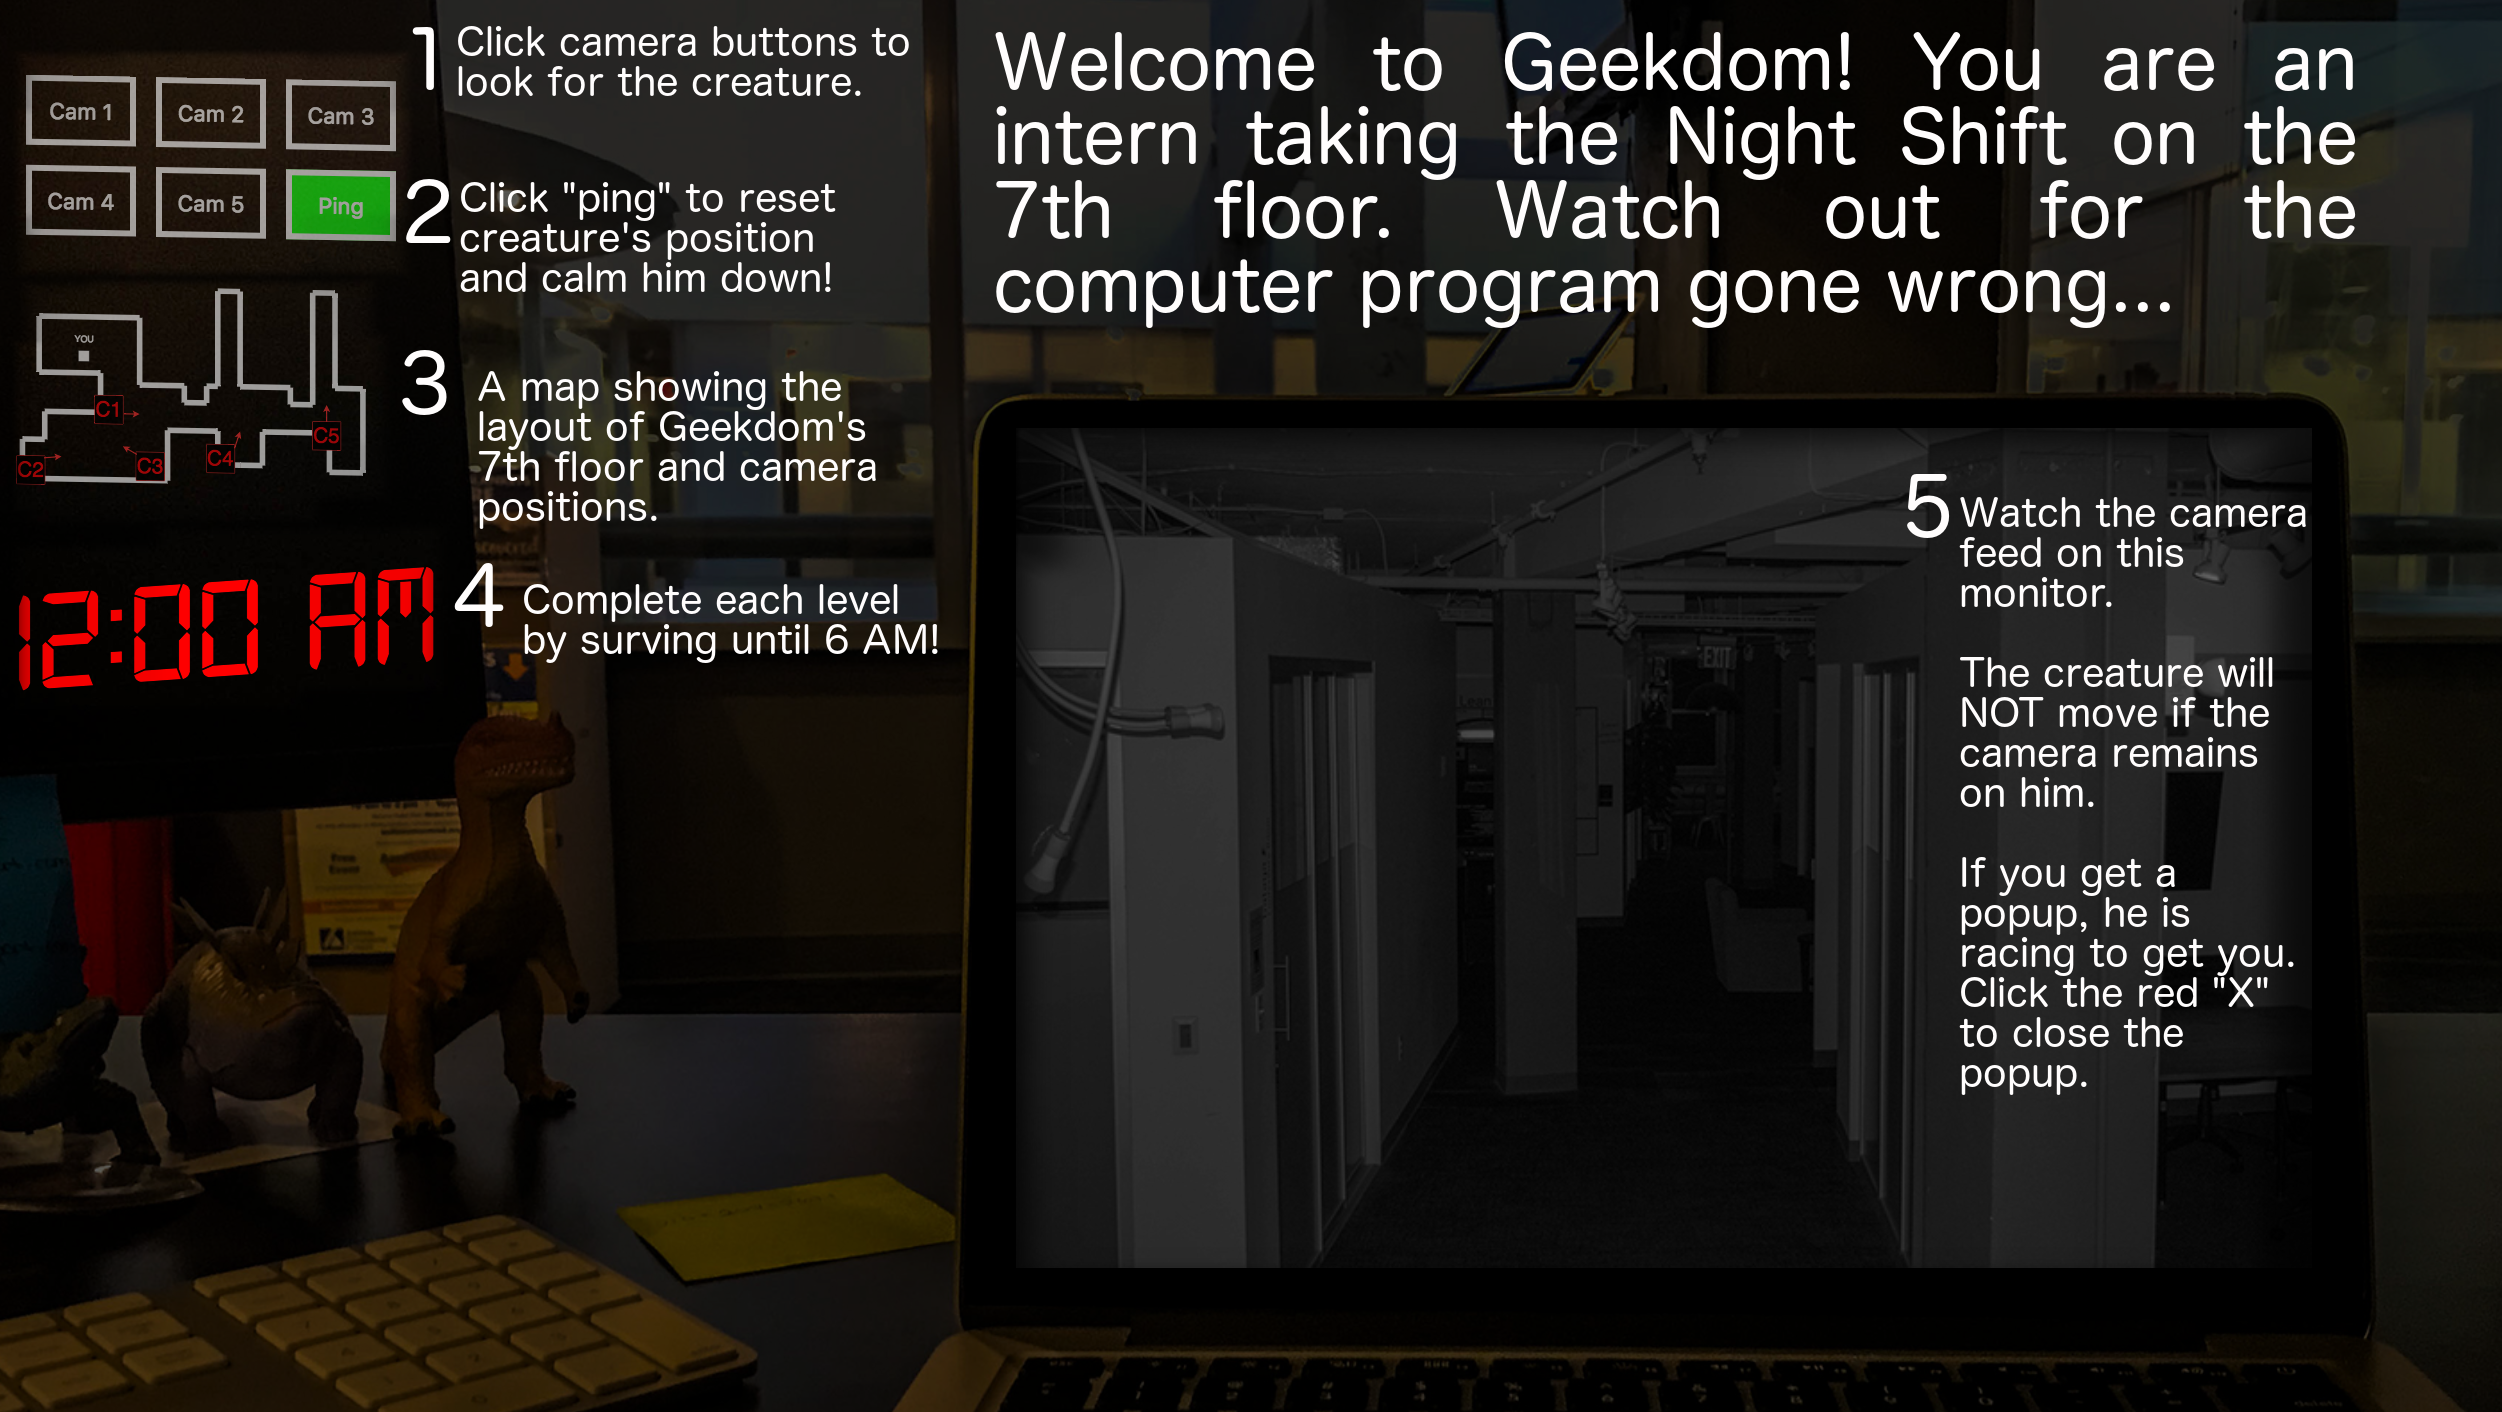 Welcome to Geekdom! You are an
intern taking the Night Shift on the
7th floor. Watch out for the
computer program gone wrong...
Cam 1
Cam 2
Cam 3
Cam 4
Cam 5
Ping
1 Click camera buttons to
look for the creature.
2 Click "ping" to reset
creature's position
and calm him down!
YOU
C1
C2
C3
C4
C5
3 A map showing the
layout of Geekdom's
7th floor and camera
positions.
12:00 AM
4 Complete each level
by surving until 6 AM!
5 Watch the camera
feed on this
monitor.
The creature will
NOT move if the
camera remains
on him.
If you get a
popup, he is
racing to get you.
Click the red "X"
to close the
popup.
EXIT
Lean
Free
Event